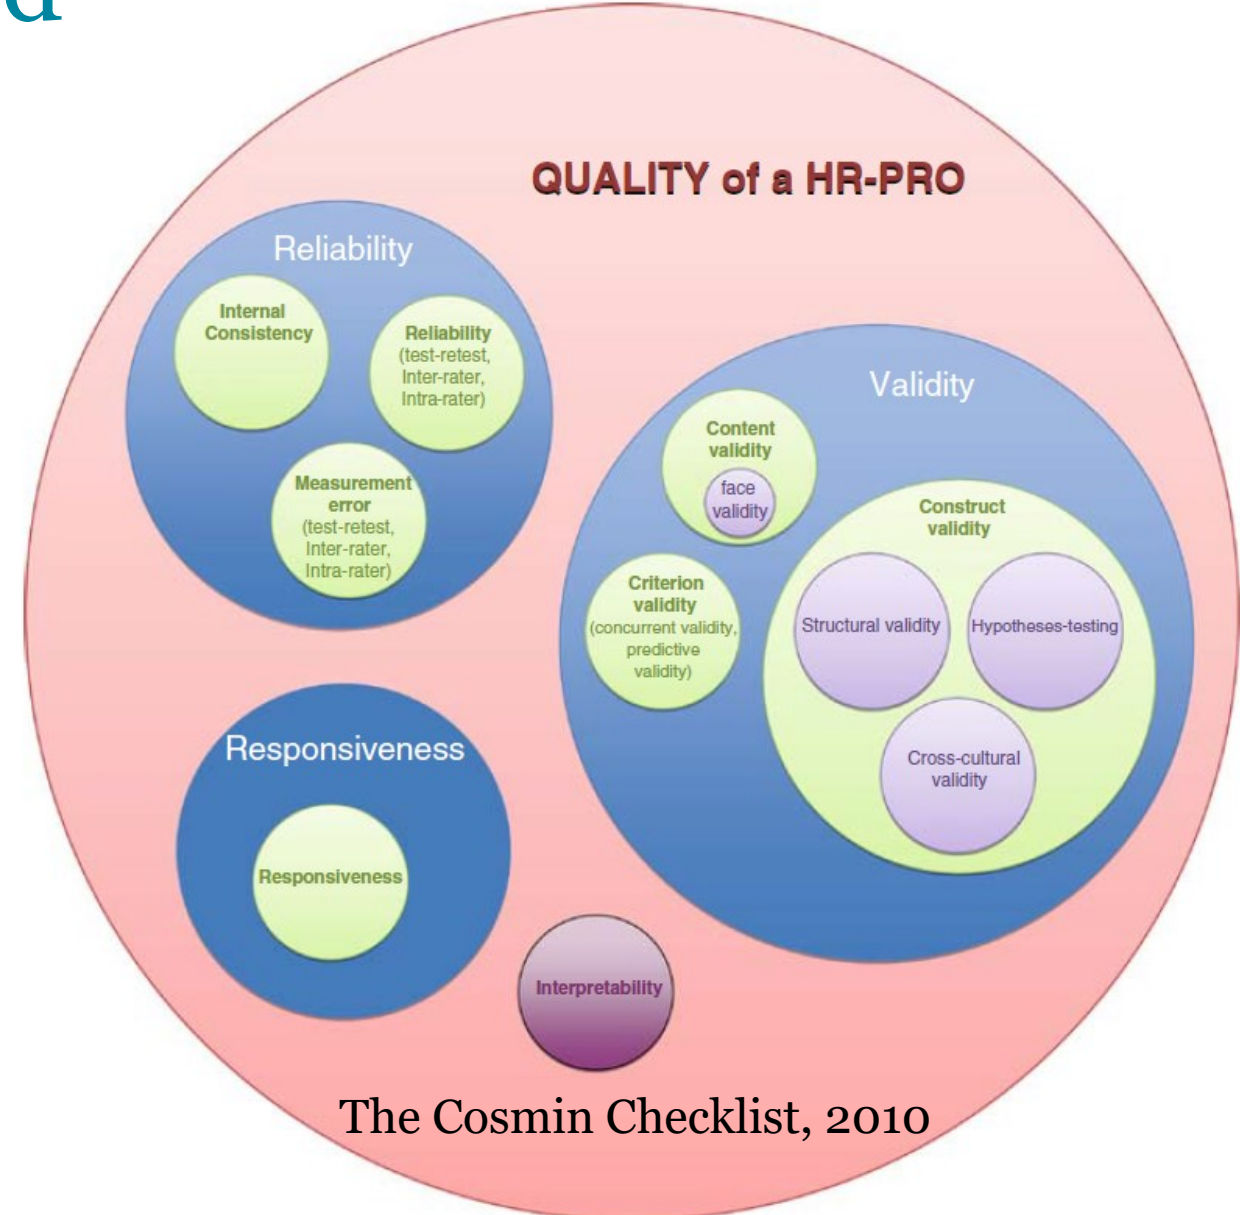 d
QUALITY of a HR-PRO
Reliability
Internal
Consistency
Reliability
(test-retest,
Inter-rater,
Intra-rater)
Measurement
error
(test-retest,
Inter-rater,
Intra-rater)
Validity
Content
validity
face
validity
Criterion
validity
(concurrent validity,
predictive
validity)
Construct
validity
Structural validity
Hypotheses-testing
Cross-cultural
validity
Responsiveness
Responsiveness
Interpretability
The Cosmin Checklist, 2010